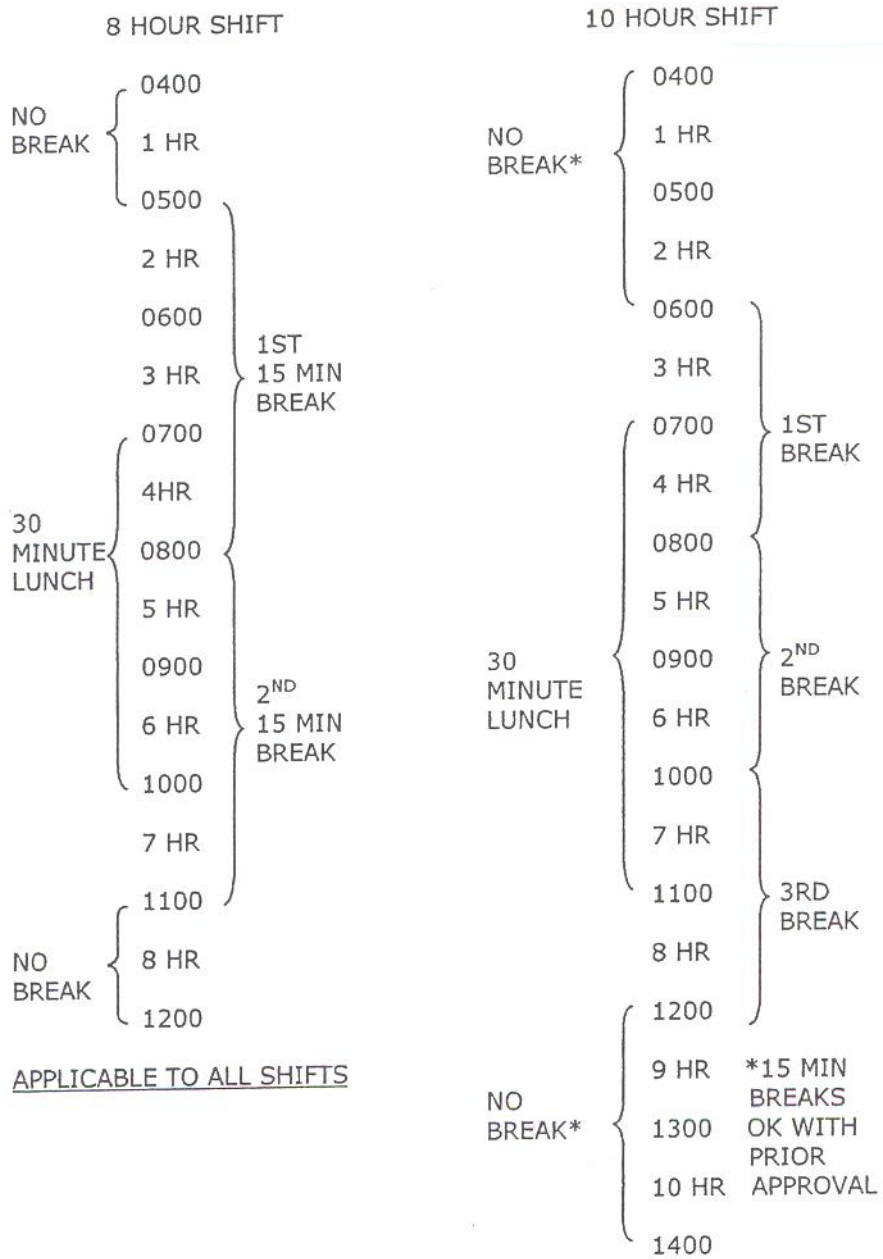 8 HOUR SHIFT
NO
BREAK
0400
1 HR
0500
2 HR
0600
3 HR
1ST
15 MIN
BREAK
0700
4HR
30
MINUTE
LUNCH
0800
5 HR
0900
6 HR
2ND
15 MIN
BREAK
1000
7 HR
1100
NO
BREAK
8 HR
1200
APPLICABLE TO ALL SHIFTS
10 HOUR SHIFT
0400
NO
BREAK*
1 HR
0500
2 HR
0600
3 HR
0700
1ST
BREAK
4 HR
0800
5 HR
30
MINUTE
LUNCH
0900
2ND
BREAK
6 HR
1000
7 HR
1100
3RD
BREAK
8 HR
1200
9 HR
NO
BREAK*
1300
10 HR
1400
*15 MIN
BREAKS
OK WITH
PRIOR
APPROVAL